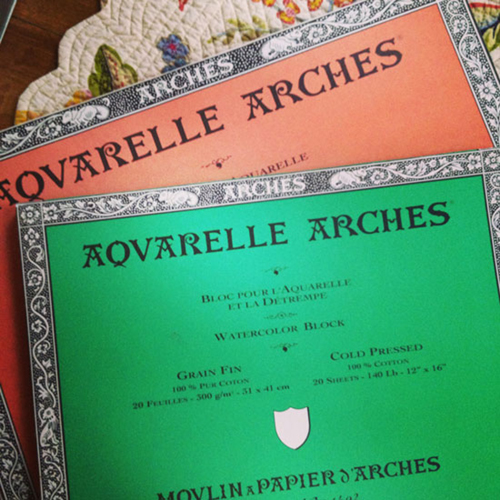 ARCHES
AQVARELLE ARCHES
AQUARELLE
ARCHES
AQVARELLE ARCHES
BLOC POUR L'AQUARELLE
ET LA DÉTREMPE
WATERCOLOR BLOCK
GRAIN FIN
100 % PUR COTON
20 FEUILLES - 300 g/m² - 31 x 41 cm
COLD PRESSED
100 % COTTON
20 SHEETS - 140 Lb - 12" x 16"
MOVLIN À PAPIER D'ARCHES